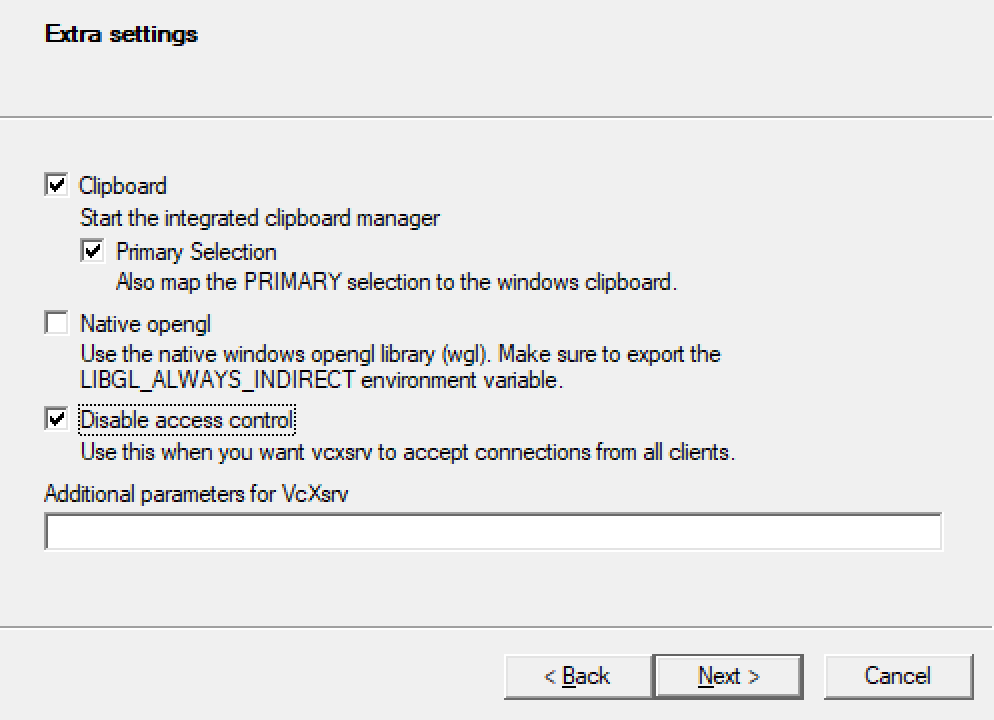 Extra settings
Clipboard
Start the integrated clipboard manager
Primary Selection
Also map the PRIMARY selection to the windows clipboard.
Native opengl
Use the native windows opengl library (wgl). Make sure to export the
LIBGL_ALWAYS_INDIRECT environment variable.
Disable access control
Use this when you want vcxsrv to accept connections from all clients.
Additional parameters for VcXsrv
< Back Next > Cancel